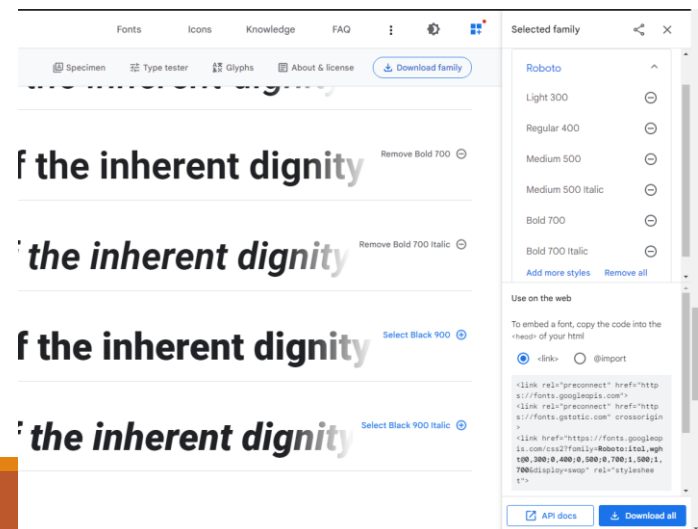 Fonts Icons Knowledge FAQ
Specimen Type tester Glyphs About & license Download family
f the inherent dignity Remove Bold 700
the inherent dignity Remove Bold 700 Italic
f the inherent dignity Select Black 900
the inherent dignity Select Black 900 Italic
Selected family
Roboto
Light 300
Regular 400
Medium 500
Medium 500 Italic
Bold 700
Bold 700 Italic
Add more styles Remove all
Use on the web
To embed a font, copy the code into the
<head> of your html
<link> @import
<link rel="preconnect" href="http
s://fonts.googleapis.com">
<link rel="preconnect" href="http
s://fonts.gstatic.com" crossorigin
>
<link href="https://fonts.googleap
is.com/css2?family=Roboto:ital,wgh
t@0,300;0,400;0,500;0,700;1,500;1,
700&display=swap" rel="styleshee
t">
API docs Download all